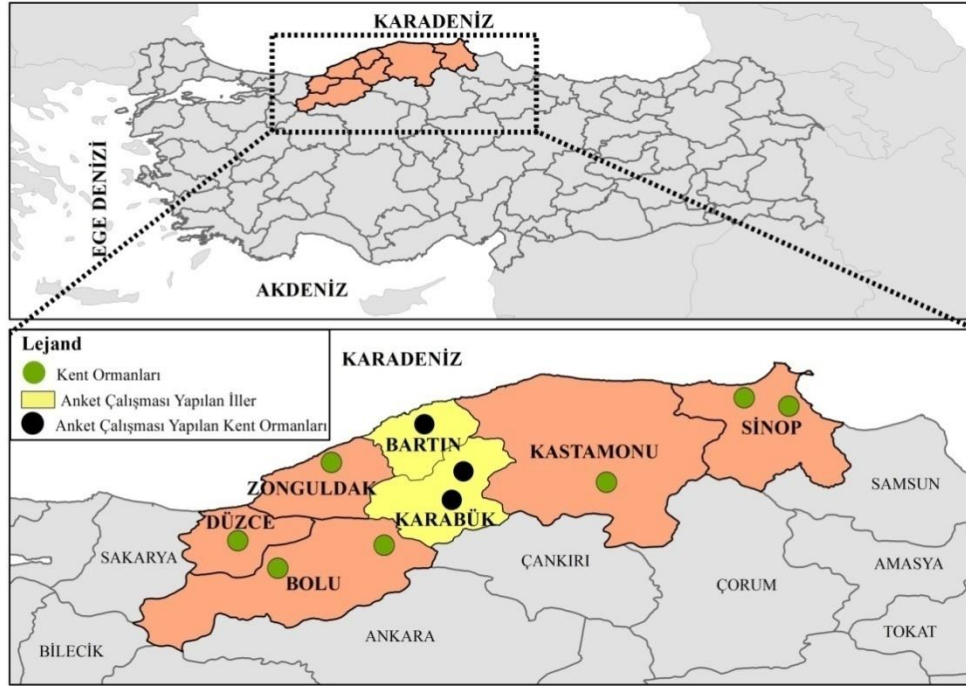 KARADENİZ
EGE DENİZİ
AKDENİZ
Lejand
Kent Ormanları
Anket Çalışması Yapılan İller
Anket Çalışması Yapılan Kent Ormanları
KARADENİZ
BARTIN
SİNOP
KASTAMONU
ZONGULDAK
SAMSUN
KARABÜK
DÜZCE
SAKARYA
ÇANKIRI
AMASYA
BOLU
ÇORUM
ANKARA
TOKAT
BİLECİK